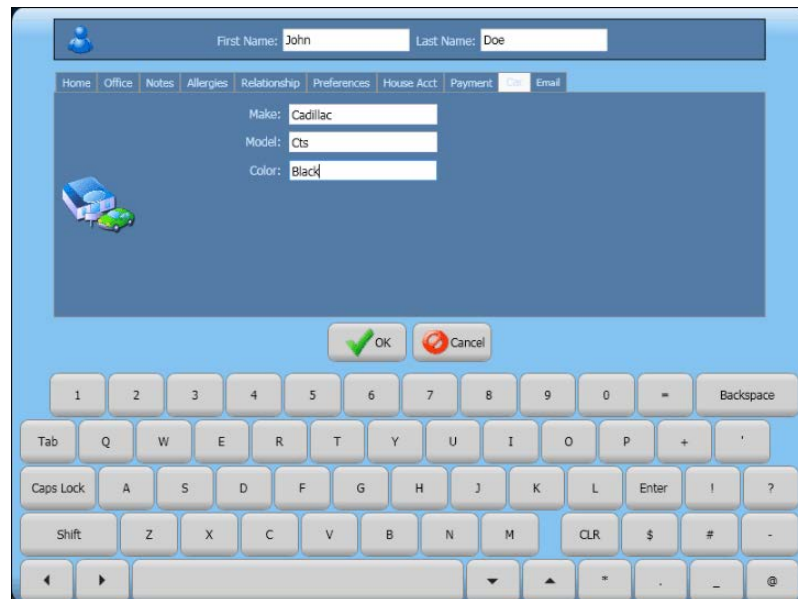 First Name: John Last Name: Doe
Home Office Notes Allergies Relationship Preferences House Acct Payment Car Email
Make: Cadillac
Model: Cts
Color: Black
OK Cancel
1 2 3 4 5 6 7 8 9 0 = Backspace
Tab Q W E R T Y U I O P + '
Caps Lock A S D F G H J K L Enter ! ?
Shift Z X C V B N M CLR $ # -
* . _ @